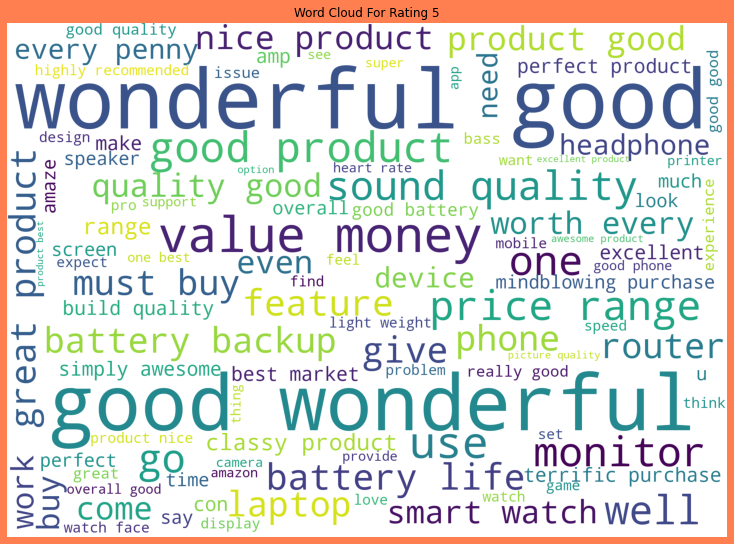 Word Cloud For Rating 5
good quality
nice product
product good
every penny
amp
see
highly recommended
issue
super
app
need
perfect product
good good
wonderful
good
design
make
good product
bass
headphone
speaker
amaze
heart rate
want
excellent product
printer
option
quality good
sound quality
much
look
pro
support
overall
good battery
worth every
experience
range
value money
mobile
awesome product
excellent
screen
one best
feel
one
good phone
expect
even
find
mindblowing purchase
product best
must buy
device
build quality
feature
price range
light weight
speed
battery backup
give
phone
router
picture quality
simply awesome
best market
problem
really good
u
work great product
good wonderful
thing
think
product nice
classy product
use
set
monitor
perfect
go
camera
provide
great
time
amazon
battery life
game
terrific purchase
overall good
buy
come
con
laptop
love
watch
smart watch
well
watch face
say
display